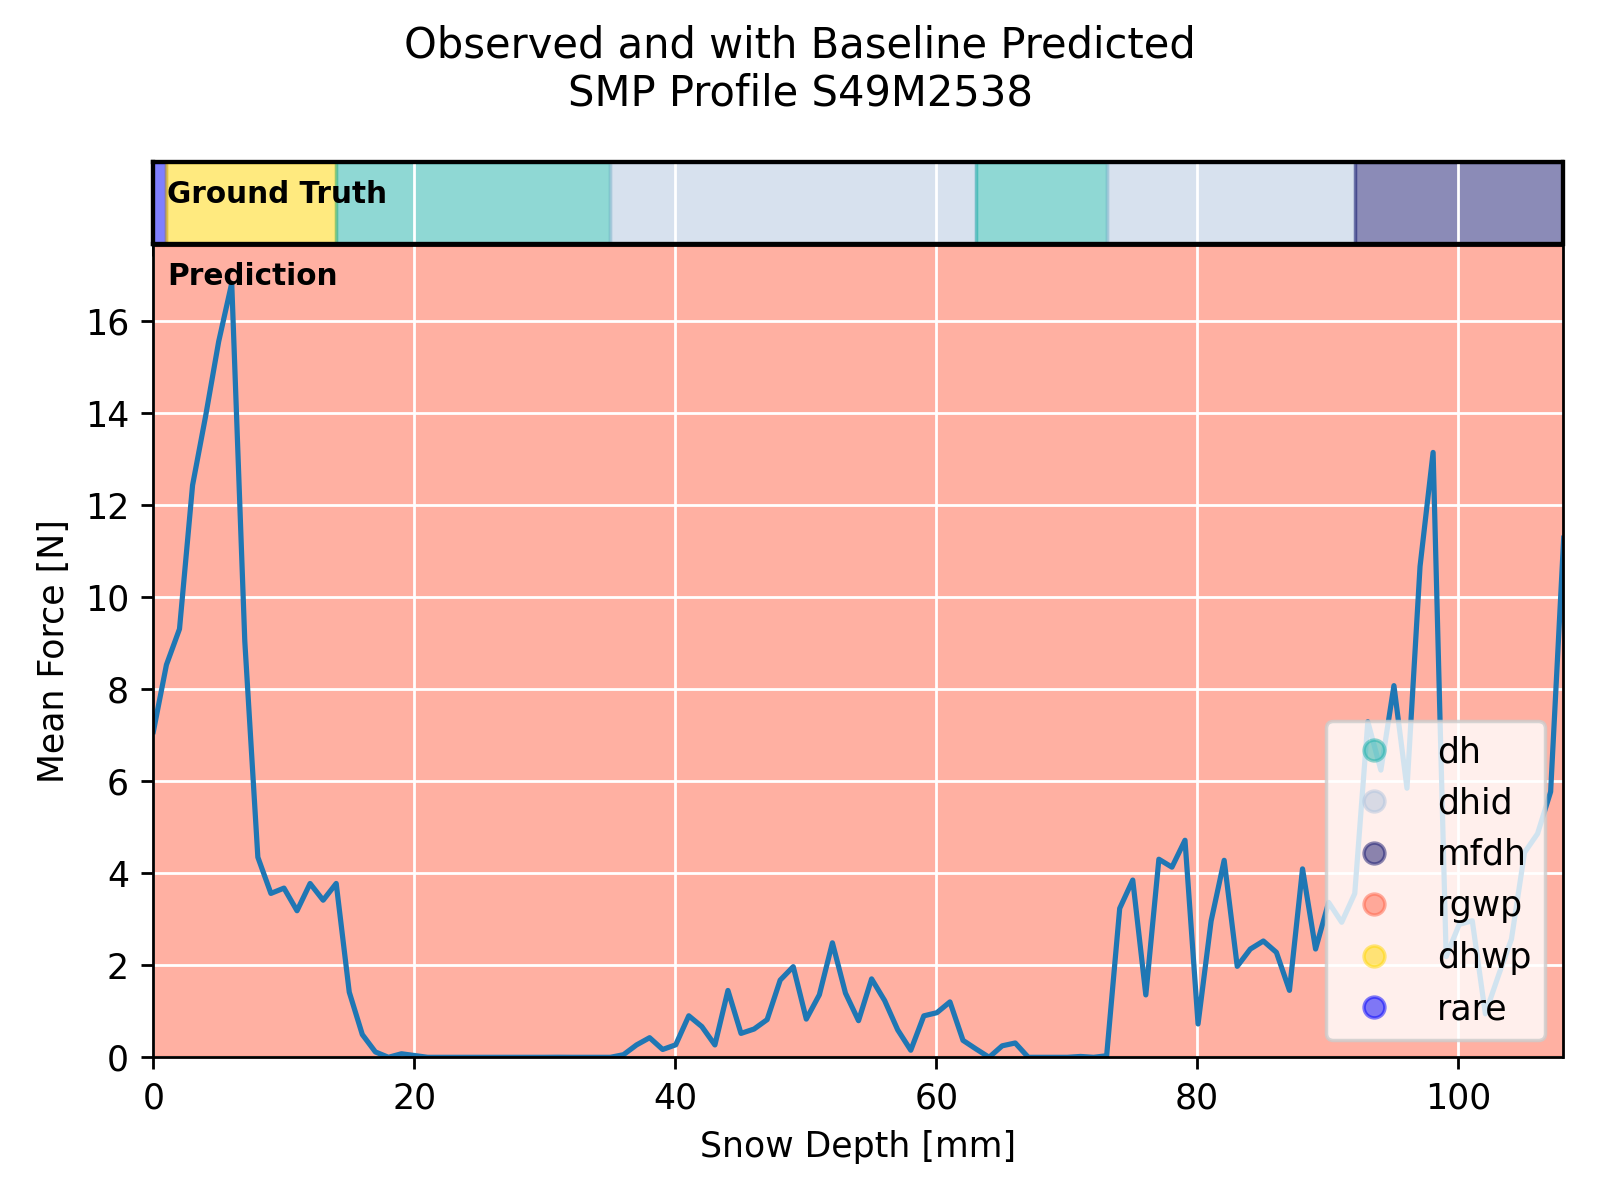 Observed and with Baseline Predicted
SMP Profile S49M2538
Ground Truth
Prediction
16
14
12
10
8
6
4
2
0
Mean Force [N]
dh
dhid
mfdh
rgwp
dhwp
rare
0
20
40
60
80
100
Snow Depth [mm]